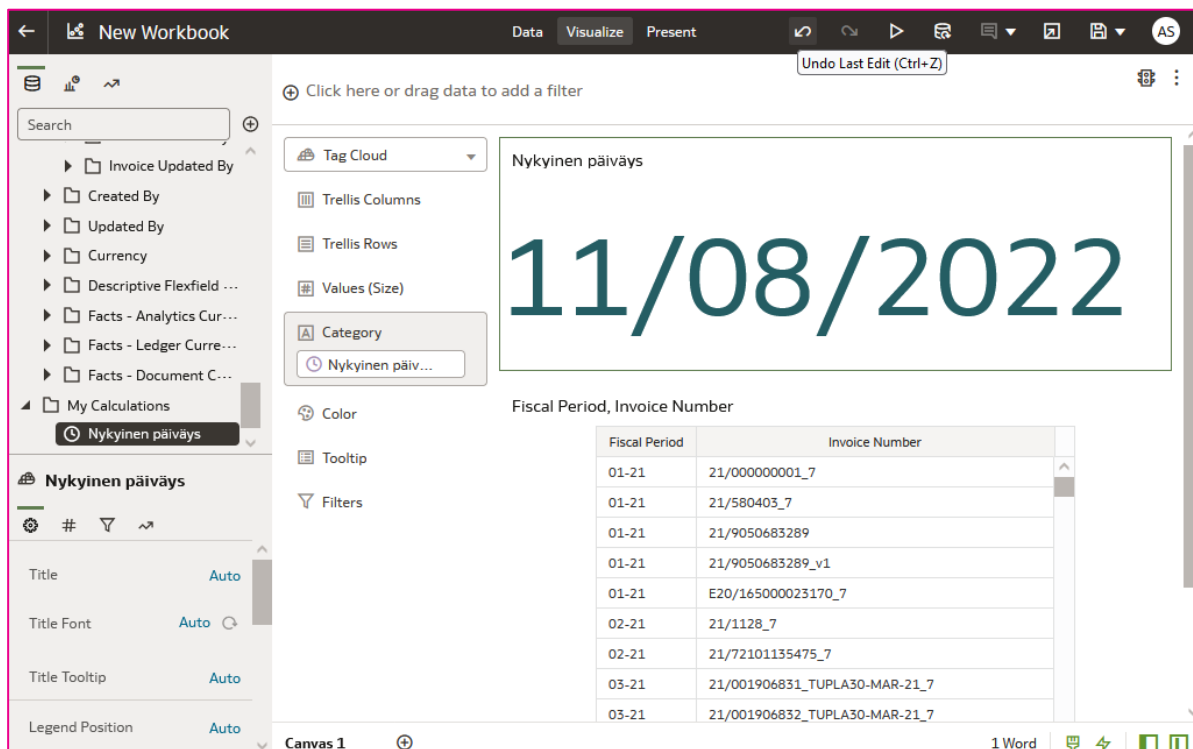 New Workbook
Data Visualize Present
AS
Undo Last Edit (Ctrl+Z)
Click here or drag data to add a filter
Search
Invoice Updated By
Created By
Updated By
Currency
Descriptive Flexfield ...
Facts - Analytics Cur...
Facts - Ledger Curre...
Facts - Document C...
My Calculations
Nykyinen päiväys
Nykyinen päiväys
Title Auto
Title Font Auto
Title Tooltip Auto
Legend Position Auto
Tag Cloud
Trellis Columns
Trellis Rows
Values (Size)
Category
Nykyinen päiv...
Color
Tooltip
Filters
Nykyinen päiväys
11/08/2022
Fiscal Period, Invoice Number
Fiscal Period Invoice Number
01-21 21/000000001_7
01-21 21/580403_7
01-21 21/9050683289
01-21 21/9050683289_v1
01-21 E20/165000023170_7
02-21 21/1128_7
02-21 21/72101135475_7
03-21 21/001906831_TUPLA30-MAR-21_7
03-21 21/001906832_TUPLA30-MAR-21_7
Canvas 1
1 Word